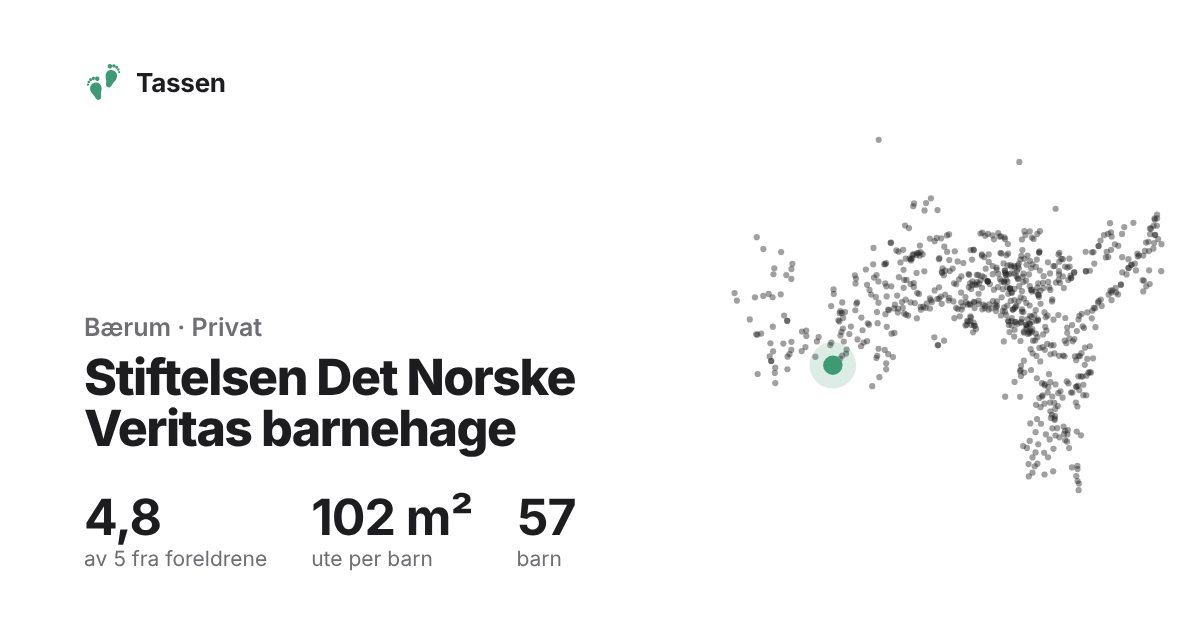 Tassen
Bærum · Privat
Stiftelsen Det Norske
Veritas barnehage
4,8
av 5 fra foreldrene
102 m²
ute per barn
57
barn